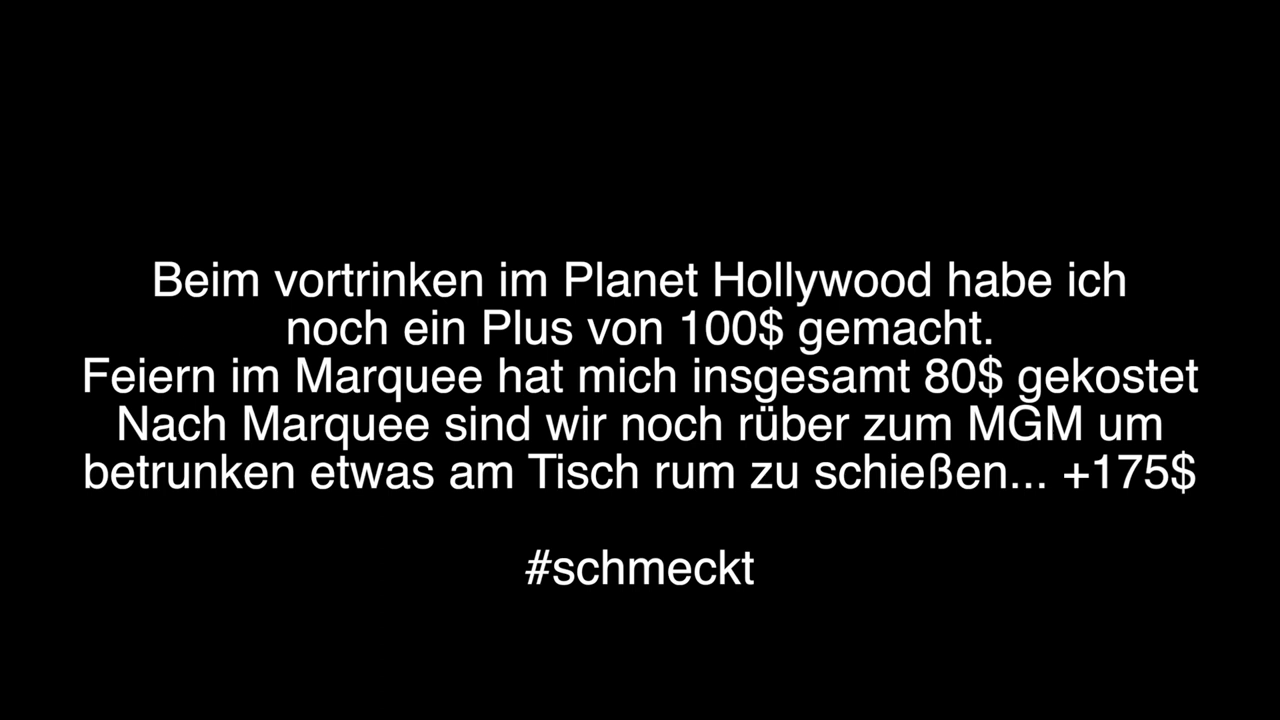 Beim vortrinken im Planet Hollywood habe ich
noch ein Plus von 100$ gemacht.
Feiern im Marquee hat mich insgesamt 80$ gekostet
Nach Marquee sind wir noch rüber zum MGM um
betrunken etwas am Tisch rum zu schießen... +175$
#schmeckt